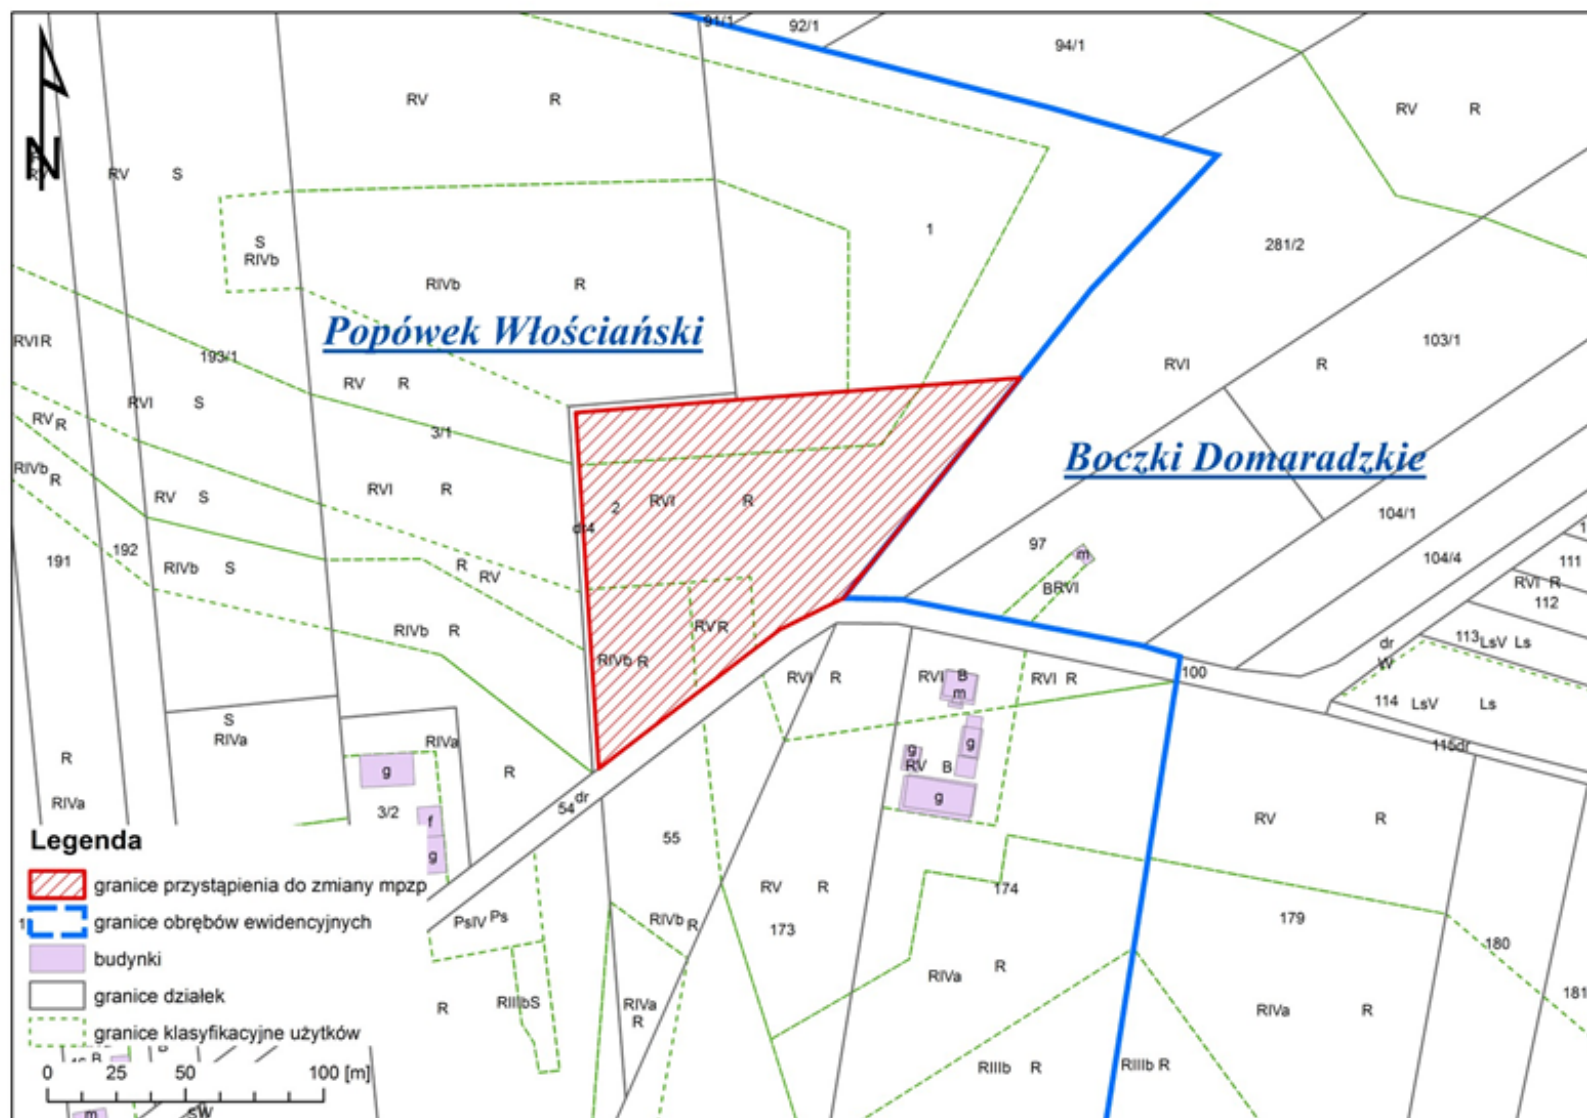 91/1
92/1
94/1
RV R
RV R
N
RV S
1
S
RIVb
281/2
RIVb R
Popówek Włościański
RVI R
193/1
103/1
RV R
RVI R
RVI S
RV R
3/1
Boczki Domaradzkie
RIVb R
RVI R
RV S
2 RVI R
dr4
104/1
97
m
191
192
RIVb S
R RV
104/4
111
BRVI
RVI R
112
RIVb R
RV R
113 LsV Ls
dr
W
RIVb R
RVI R
RVI B
m
RVI R
100
114 LsV Ls
S
RIVa
RIVa
115dr
R
g
R
g
g
RV B
RIVa
3/2
54 dr
g
f
55
RV R
Legenda
g
granice przystąpienia do zmiany mpzp
RV R
174
granice obrębów ewidencyjnych
PsIV Ps
RIVb R
173
179
180
budynki
RIVa R
granice działek
R
RIIIbS
RIVa
R
RIVa R
181
granice klasyfikacyjne użytków
B
RIIIb R
RIIIb R
0 25 50 100 [m]
m
sw